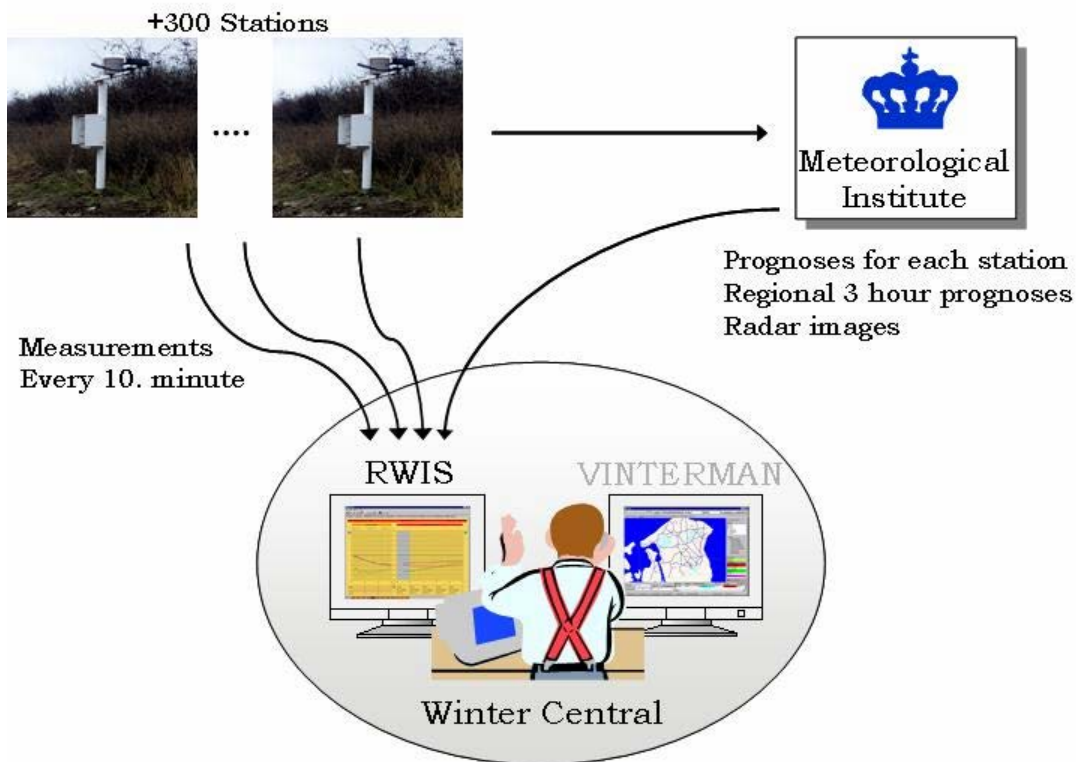 +300 Stations
....
Meteorological
Institute
Prognoses for each station
Regional 3 hour prognoses
Radar images
Measurements
Every 10. minute
RWIS
VINTERMAN
Winter Central